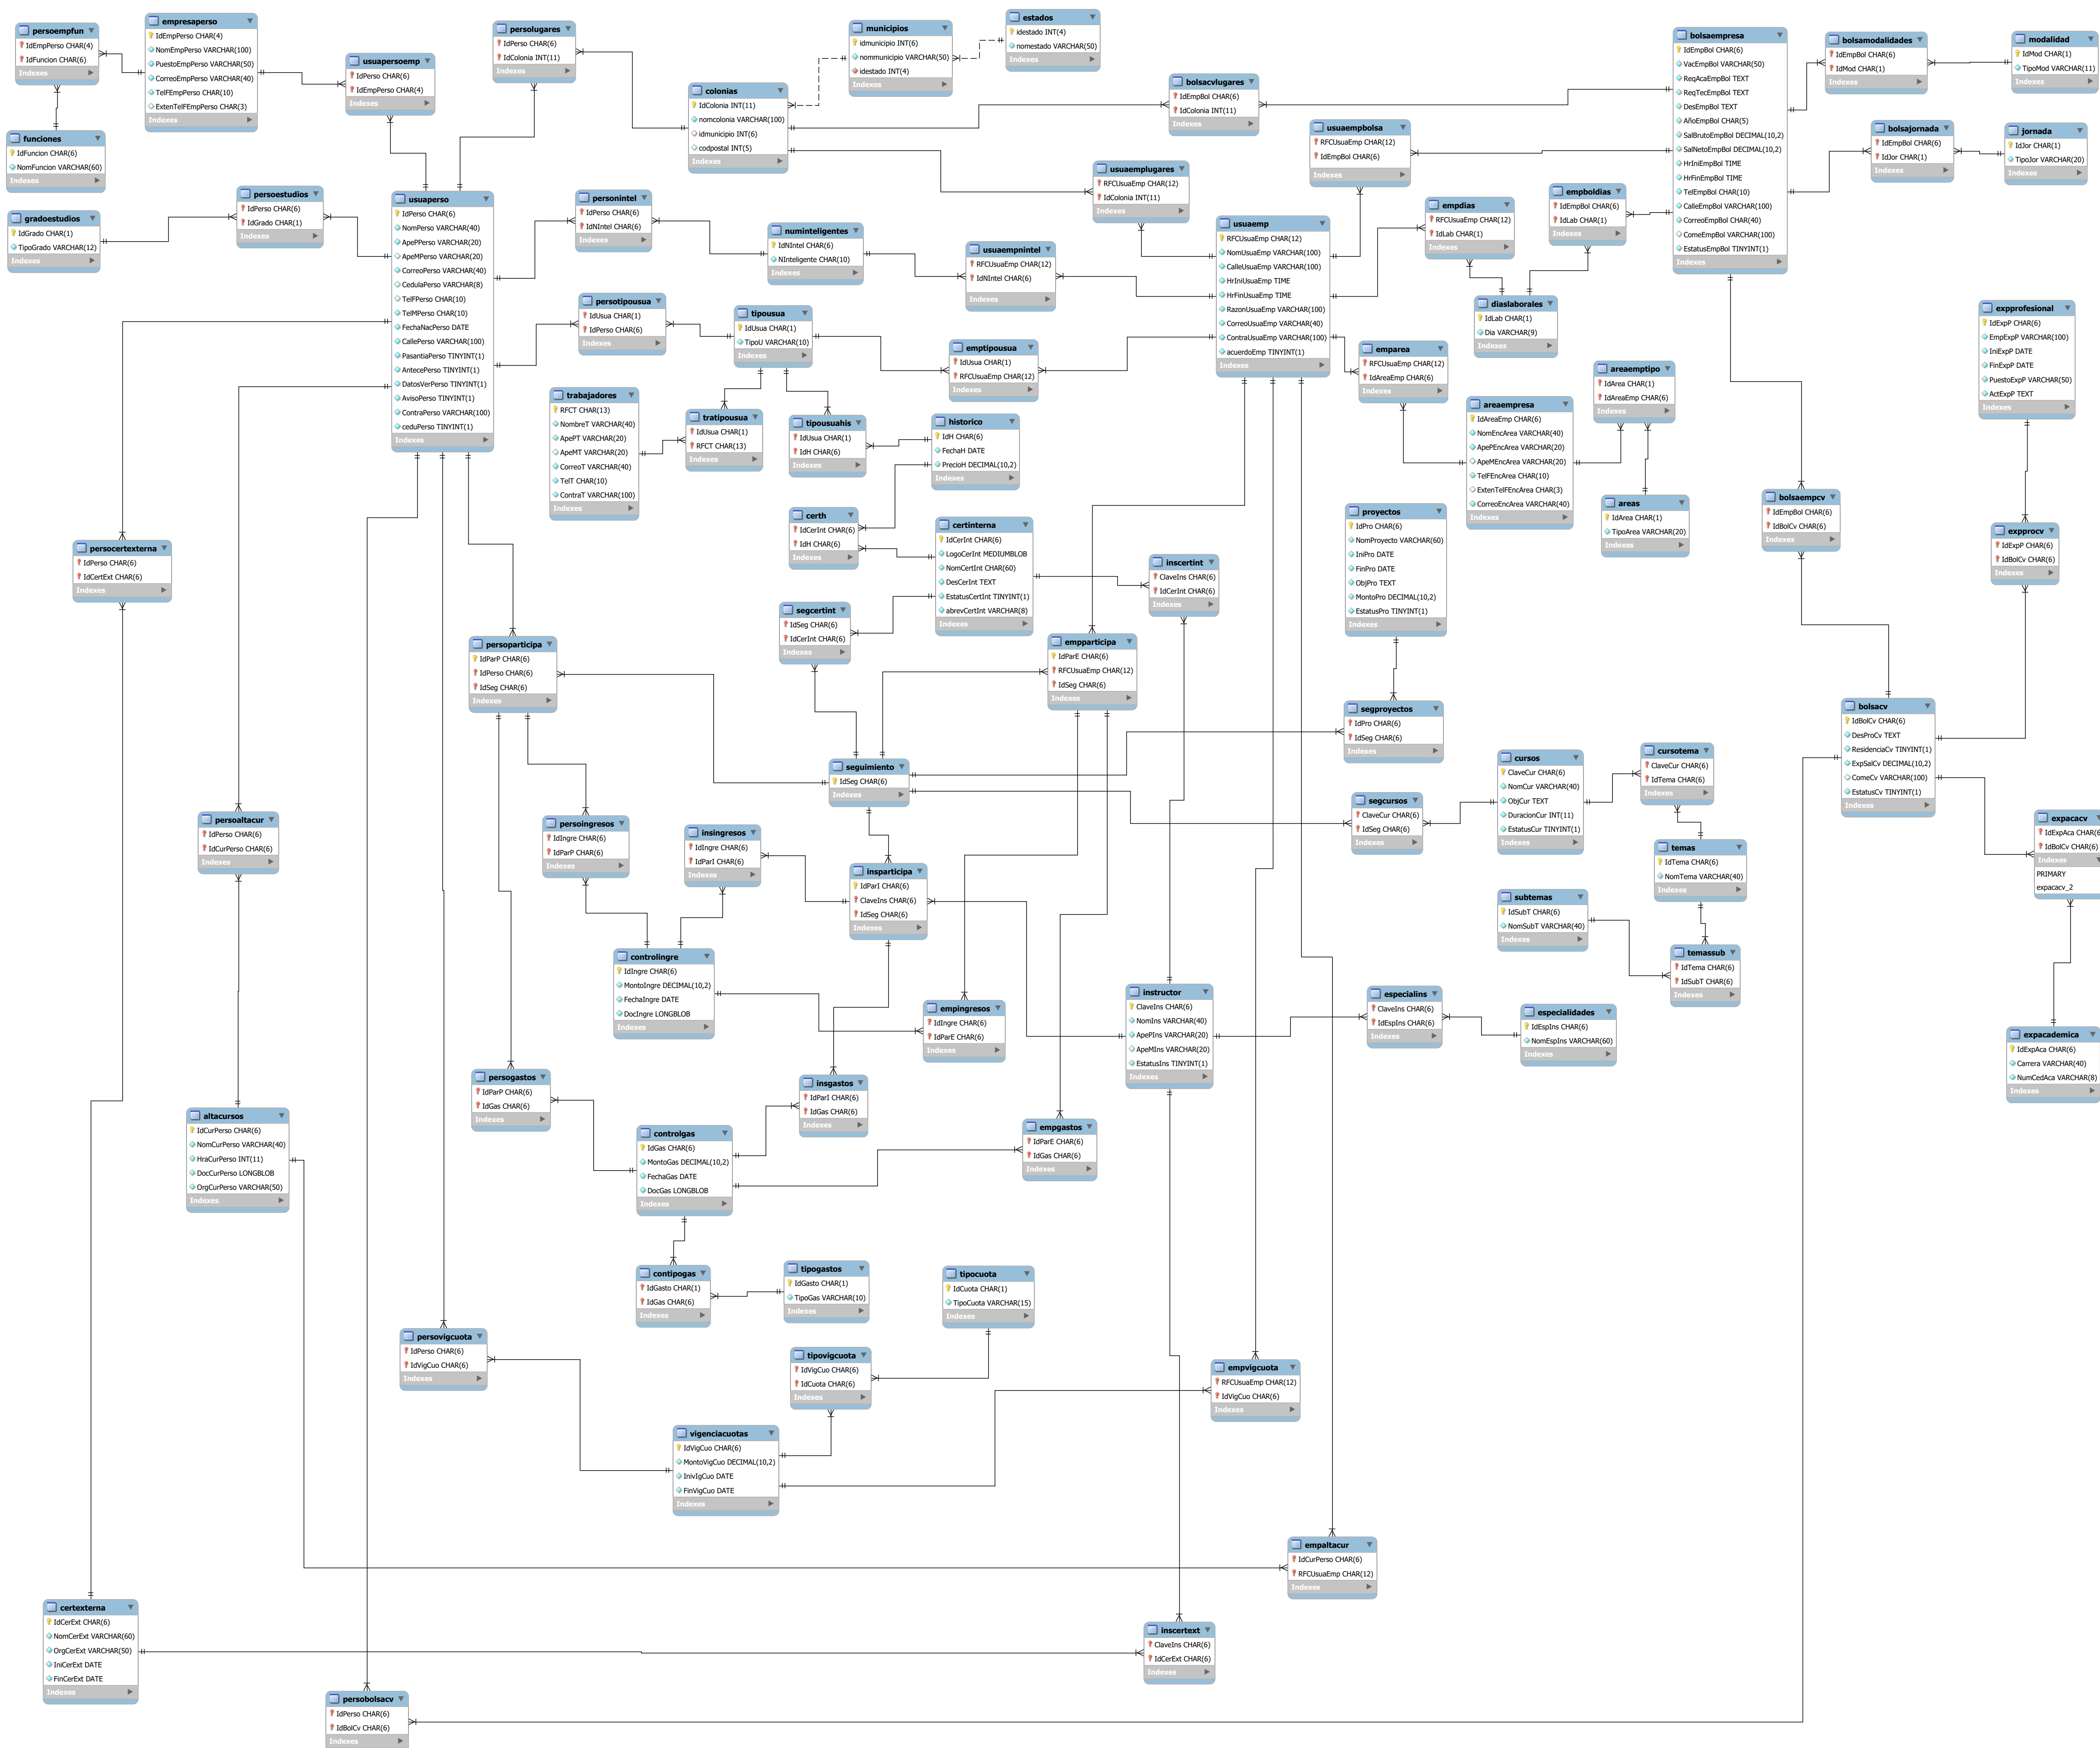 persoempfun
IdEmpPerso CHAR(4)
IdFuncion CHAR(6)
Indexes
empresaperso
IdEmpPerso CHAR(4)
NomEmpPerso VARCHAR(100)
PuestoEmpPerso VARCHAR(50)
CorreoEmpPerso VARCHAR(40)
TelFEmpPerso CHAR(10)
ExtenTelFEmpPerso CHAR(3)
Indexes
usuapersoemp
IdPerso CHAR(6)
IdEmpPerso CHAR(4)
Indexes
persolugares
IdPerso CHAR(6)
IdColonia INT(11)
Indexes
municipios
idmunicipio INT(6)
nommunicipio VARCHAR(50)
idestado INT(4)
Indexes
estados
idestado INT(4)
nomestado VARCHAR(50)
Indexes
colonias
IdColonia INT(11)
nomcolonia VARCHAR(100)
idmunicipio INT(6)
codpostal INT(5)
Indexes
bolsacvlugares
IdEmpBol CHAR(6)
IdColonia INT(11)
Indexes
bolsaempresa
IdEmpBol CHAR(6)
VacEmpBol VARCHAR(50)
ReqAcaEmpBol TEXT
ReqTecEmpBol TEXT
DesEmpBol TEXT
AñoEmpBol CHAR(5)
SalBrutoEmpBol DECIMAL(10,2)
SalNetoEmpBol DECIMAL(10,2)
HrIniEmpBol TIME
HrFinEmpBol TIME
TelEmpBol CHAR(10)
CalleEmpBol VARCHAR(100)
CorreoEmpBol CHAR(40)
ComeEmpBol VARCHAR(100)
EstatusEmpBol TINYINT(1)
Indexes
bolsamodalidades
IdEmpBol CHAR(6)
IdMod CHAR(1)
Indexes
modalidad
IdMod CHAR(1)
TipoMod VARCHAR(11)
Indexes
bolsajornada
IdEmpBol CHAR(6)
IdJor CHAR(1)
Indexes
jornada
IdJor CHAR(1)
TipoJor VARCHAR(20)
Indexes
funciones
IdFuncion CHAR(6)
NomFuncion VARCHAR(60)
Indexes
gradoestudios
IdGrado CHAR(1)
TipoGrado VARCHAR(12)
Indexes
persoestudios
IdPerso CHAR(6)
IdGrado CHAR(1)
Indexes
usuaperso
IdPerso CHAR(6)
NomPerso VARCHAR(40)
ApePPerso VARCHAR(20)
ApeMPerso VARCHAR(20)
CorreoPerso VARCHAR(40)
CedulaPerso VARCHAR(8)
TelFPerso CHAR(10)
TelMPerso CHAR(10)
FechaNacPerso DATE
CallePerso VARCHAR(100)
PasantiaPerso TINYINT(1)
AntecePerso TINYINT(1)
DatosVerPerso TINYINT(1)
AvisoPerso TINYINT(1)
ContraPerso VARCHAR(100)
ceduPerso TINYINT(1)
Indexes
personintel
IdPerso CHAR(6)
IdNIntel CHAR(6)
Indexes
numinteligentes
IdNIntel CHAR(6)
NInteligente CHAR(10)
Indexes
usuaempnintel
RFCUsuaEmp CHAR(12)
IdNIntel CHAR(6)
Indexes
usuaemplugares
RFCUsuaEmp CHAR(12)
IdColonia INT(11)
Indexes
usuaempbolsa
RFCUsuaEmp CHAR(12)
IdEmpBol CHAR(6)
Indexes
usuaemp
RFCUsuaEmp CHAR(12)
NomUsuaEmp VARCHAR(100)
CalleUsuaEmp VARCHAR(100)
HrIniUsuaEmp TIME
HrFinUsuaEmp TIME
RazonUsuaEmp VARCHAR(100)
CorreoUsuaEmp VARCHAR(40)
ContraUsuaEmp VARCHAR(100)
acuerdoEmp TINYINT(1)
Indexes
empdias
RFCUsuaEmp CHAR(12)
IdLab CHAR(1)
Indexes
emboldias
IdEmpBol CHAR(6)
IdLab CHAR(1)
Indexes
diaslaborales
IdLab CHAR(1)
Dia VARCHAR(9)
Indexes
persotipousua
IdUsua CHAR(1)
IdPerso CHAR(6)
Indexes
tipousua
IdUsua CHAR(1)
TipoU VARCHAR(10)
Indexes
emptipousua
IdUsua CHAR(1)
RFCUsuaEmp CHAR(12)
Indexes
emparea
RFCUsuaEmp CHAR(12)
IdAreaEmp CHAR(6)
Indexes
areaempresa
IdAreaEmp CHAR(6)
NomEncArea VARCHAR(40)
ApePEncArea VARCHAR(20)
ApeMEncArea VARCHAR(20)
TelFEncArea CHAR(10)
ExtenTelFEncArea CHAR(3)
CorreoEncArea VARCHAR(40)
Indexes
areaemptipo
IdArea CHAR(1)
IdAreaEmp CHAR(6)
Indexes
areas
IdArea CHAR(1)
TipoArea VARCHAR(20)
Indexes
expprofesional
IdExpP CHAR(6)
EmpExpP VARCHAR(100)
IniExpP DATE
FinExpP DATE
PuestoExpP VARCHAR(50)
ActExpP TEXT
Indexes
trabajadores
RFCT CHAR(13)
NombreT VARCHAR(40)
ApePT VARCHAR(20)
ApeMT VARCHAR(20)
CorreoT VARCHAR(40)
TelT CHAR(10)
ContraT VARCHAR(100)
tratipousua
IdUsua CHAR(1)
RFCT CHAR(13)
Indexes
tipousuahis
IdUsua CHAR(1)
IdH CHAR(6)
Indexes
historico
IdH CHAR(6)
FechaH DATE
PrecioH DECIMAL(10,2)
Indexes
certh
IdCerInt CHAR(6)
IdH CHAR(6)
Indexes
certinterna
IdCerInt CHAR(6)
LogoCerInt MEDIUMBLOB
NomCertInt CHAR(60)
DesCerInt TEXT
EstatusCertInt TINYINT(1)
abrevCertInt VARCHAR(8)
Indexes
inscertint
ClaveIns CHAR(6)
IdCerInt CHAR(6)
Indexes
segcertint
IdSeg CHAR(6)
IdCerInt CHAR(6)
Indexes
proyectos
IdPro CHAR(6)
NomProyecto VARCHAR(60)
IniPro DATE
FinPro DATE
ObjPro TEXT
MontoPro DECIMAL(10,2)
EstatusPro TINYINT(1)
Indexes
bolsaempcv
IdEmpBol CHAR(6)
IdBolCv CHAR(6)
Indexes
expprocv
IdExpP CHAR(6)
IdBolCv CHAR(6)
Indexes
persocertexterna
IdPerso CHAR(6)
IdCertExt CHAR(6)
Indexes
persoparticipa
IdParP CHAR(6)
IdPerso CHAR(6)
IdSeg CHAR(6)
Indexes
empparticipa
IdParE CHAR(6)
RFCUsuaEmp CHAR(12)
IdSeg CHAR(6)
Indexes
segproyectos
IdPro CHAR(6)
IdSeg CHAR(6)
Indexes
seguimiento
IdSeg CHAR(6)
Indexes
bolsacv
IdBolCv CHAR(6)
DesProCv TEXT
ResidenciaCv TINYINT(1)
ExpSalCv DECIMAL(10,2)
ComeCv VARCHAR(100)
EstatusCv TINYINT(1)
Indexes
cursos
ClaveCur CHAR(6)
NomCur VARCHAR(40)
ObjCur TEXT
DuracionCur INT(11)
EstatusCur TINYINT(1)
Indexes
cursotema
ClaveCur CHAR(6)
IdTema CHAR(6)
Indexes
segcursos
ClaveCur CHAR(6)
IdSeg CHAR(6)
Indexes
temas
IdTema CHAR(6)
NomTema VARCHAR(40)
Indexes
expacacv
IdExpAca CHAR(6
IdBolCv CHAR(6)
Indexes
PRIMARY
expacacv_2
persoaltacur
IdPerso CHAR(6)
IdCurPerso CHAR(6)
Indexes
persoingresos
IdIngre CHAR(6)
IdParP CHAR(6)
Indexes
insingresos
IdIngre CHAR(6)
IdParI CHAR(6)
Indexes
insparticipa
IdParI CHAR(6)
ClaveIns CHAR(6)
IdSeg CHAR(6)
Indexes
subtemas
IdSubT CHAR(6)
NomSubT VARCHAR(40)
Indexes
temassub
IdTema CHAR(6)
IdSubT CHAR(6)
Indexes
controlingre
IdIngre CHAR(6)
MontoIngre DECIMAL(10,2)
FechaIngre DATE
DocIngre LONGBLOB
Indexes
empingresos
IdIngre CHAR(6)
IdParE CHAR(6)
Indexes
instructor
ClaveIns CHAR(6)
NomIns VARCHAR(40)
ApePIns VARCHAR(20)
ApeMIns VARCHAR(20)
EstatusIns TINYINT(1)
Indexes
especialins
ClaveIns CHAR(6)
IdEspIns CHAR(6)
Indexes
especialidades
IdEspIns CHAR(6)
NomEspIns VARCHAR(60)
Indexes
expacademica
IdExpAca CHAR(6)
Carrera VARCHAR(40)
NumCedAca VARCHAR(8)
Indexes
persogastos
IdParP CHAR(6)
IdGas CHAR(6)
Indexes
insgastos
IdParI CHAR(6)
IdGas CHAR(6)
Indexes
altacursos
IdCurPerso CHAR(6)
NomCurPerso VARCHAR(40)
HraCurPerso INT(11)
DocCurPerso LONGBLOB
OrgCurPerso VARCHAR(50)
Indexes
controlgas
IdGas CHAR(6)
MontoGas DECIMAL(10,2)
FechaGas DATE
DocGas LONGBLOB
Indexes
empgastos
IdParE CHAR(6)
IdGas CHAR(6)
Indexes
contipogas
IdGasto CHAR(1)
IdGas CHAR(6)
Indexes
tipogastos
IdGasto CHAR(1)
TipoGas VARCHAR(10)
Indexes
tipocuota
IdCuota CHAR(1)
TipoCuota VARCHAR(15)
Indexes
persovigcuota
IdPerso CHAR(6)
IdVigCuo CHAR(6)
Indexes
tipovigcuota
IdVigCuo CHAR(6)
IdCuota CHAR(6)
Indexes
empvigcuota
RFCUsuaEmp CHAR(12)
IdVigCuo CHAR(6)
Indexes
vigenciacuotas
IdVigCuo CHAR(6)
MontoVigCuo DECIMAL(10,2)
InivIgCuo DATE
FinVigCuo DATE
Indexes
empaltacur
IdCurPerso CHAR(6)
RFCUsuaEmp CHAR(12)
Indexes
certexterna
IdCerExt CHAR(6)
NomCerExt VARCHAR(60)
OrgCerExt VARCHAR(50)
IniCerExt DATE
FinCerExt DATE
Indexes
inscertext
ClaveIns CHAR(6)
IdCerExt CHAR(6)
Indexes
persobolsacv
IdPerso CHAR(6)
IdBolCv CHAR(6)
Indexes